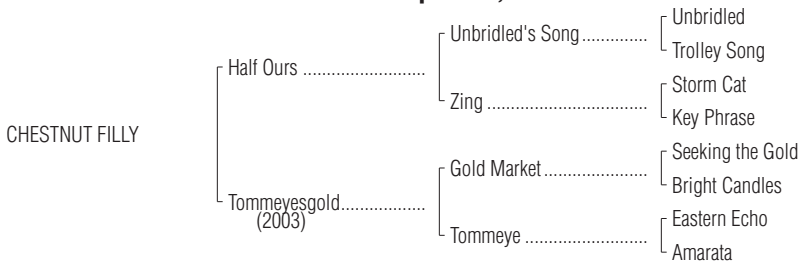 Unbridled
Unbridled's Song ..............
Trolley Song
Half Ours ..........................
Storm Cat
Zing ..................................
Key Phrase
CHESTNUT FILLY
Seeking the Gold
Gold Market ......................
Bright Candles
Tommeyesgold..................
(2003)
Eastern Echo
Tommeye ..........................
Amarata